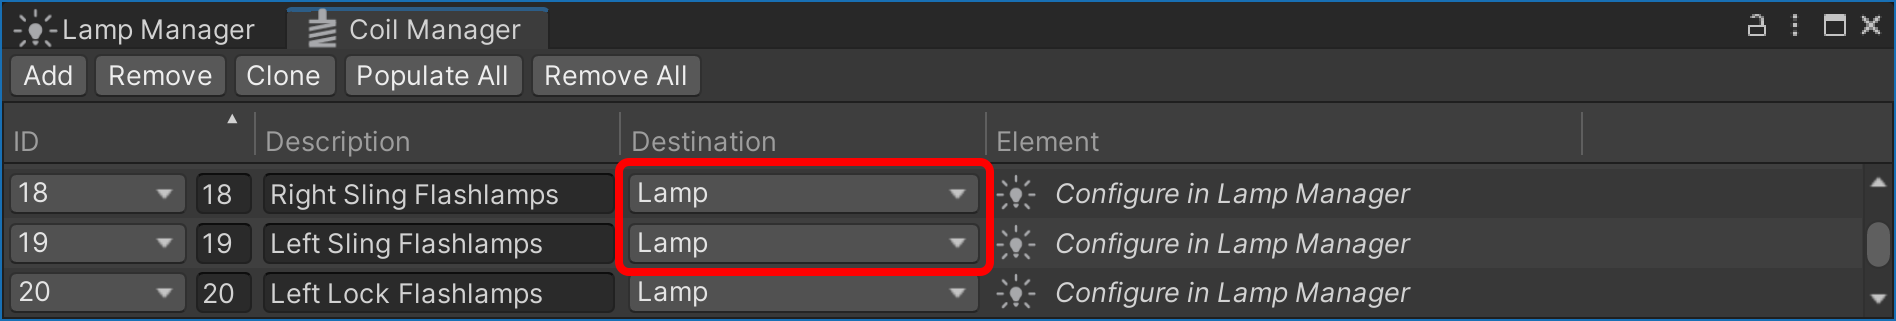 Lamp Manager Coil Manager
Add Remove Clone Populate All Remove All
ID Description Destination Element
18 18 Right Sling Flashlamps Lamp Configure in Lamp Manager
19 19 Left Sling Flashlamps Lamp Configure in Lamp Manager
20 20 Left Lock Flashlamps Lamp Configure in Lamp Manager